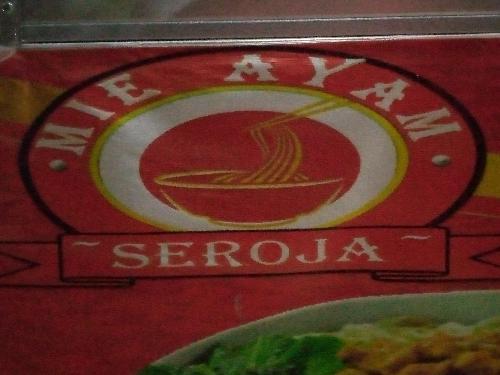 MIE AYAM
~ SEROJA ~